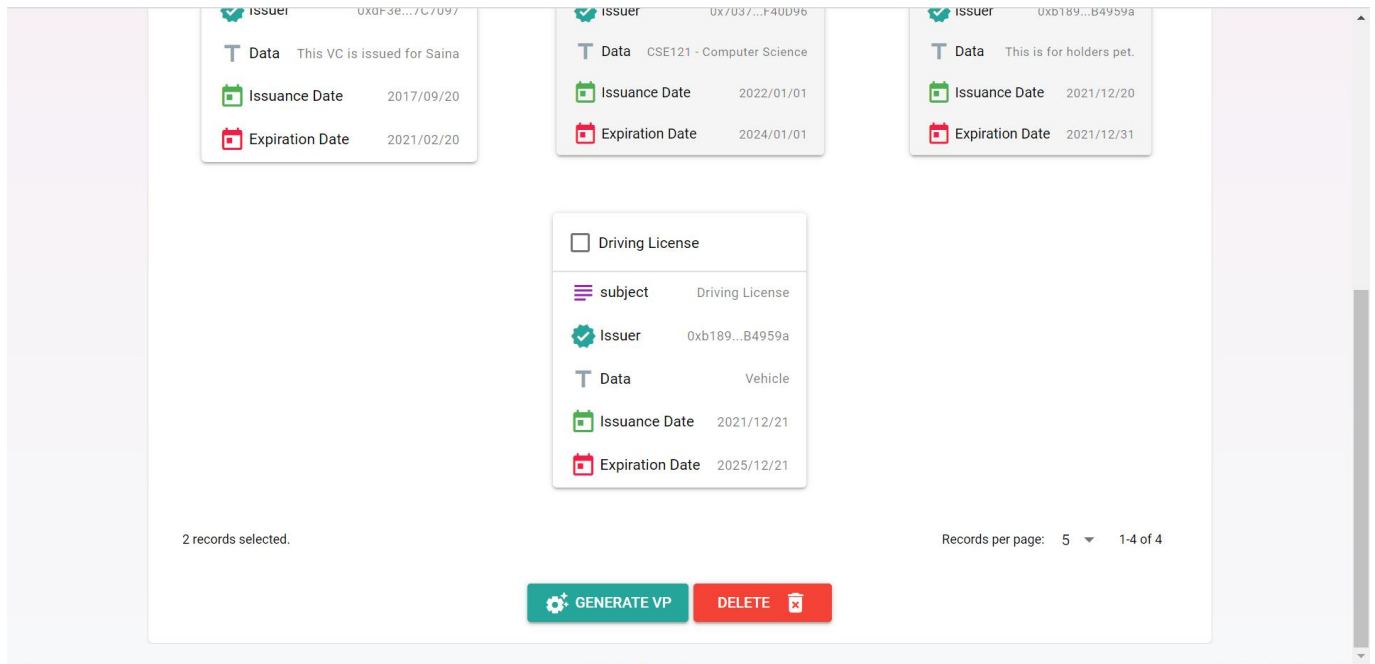 Issuer 0xdF3e...7C7097
Data This VC is issued for Saina
Issuance Date 2017/09/20
Expiration Date 2021/02/20
Issuer 0x7037...F40D96
Data CSE121 - Computer Science
Issuance Date 2022/01/01
Expiration Date 2024/01/01
Issuer 0xb189...B4959a
Data This is for holders pet.
Issuance Date 2021/12/20
Expiration Date 2021/12/31
Driving License
subject Driving License
Issuer 0xb189...B4959a
Data Vehicle
Issuance Date 2021/12/21
Expiration Date 2025/12/21
2 records selected.
Records per page: 5 1-4 of 4
GENERATE VP
DELETE